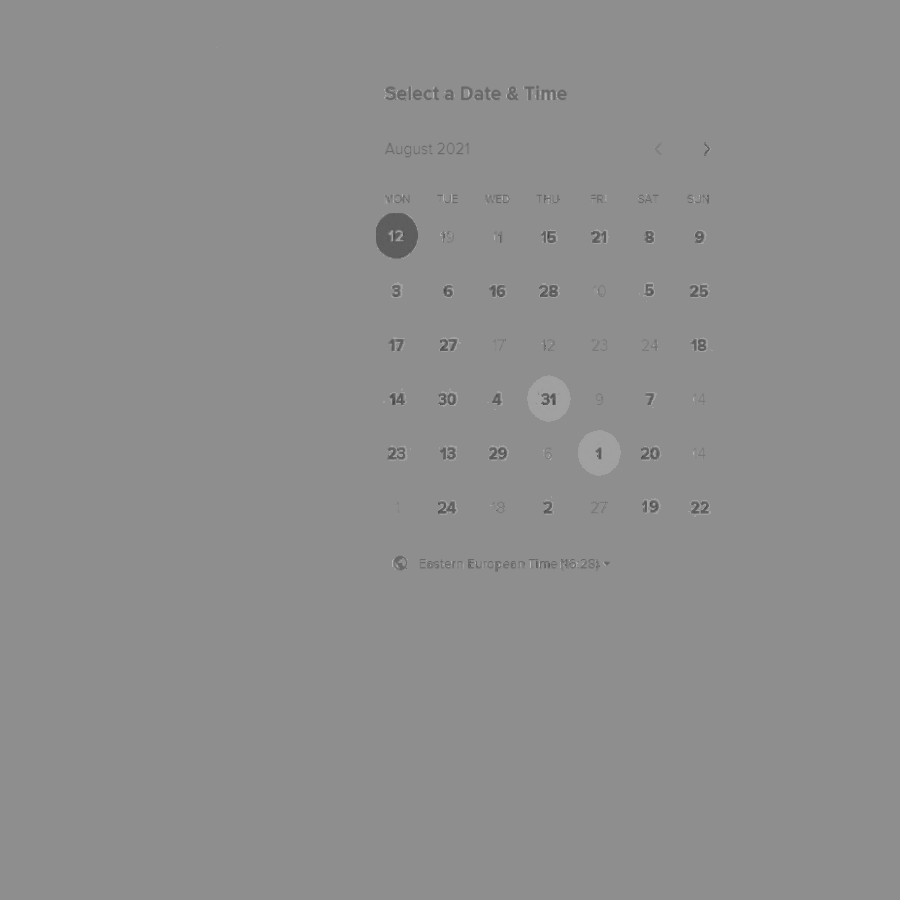 Select a Date & Time
August 2021
MON TUE WED THU FRI SAT SUN
12 19 11 15 21 8 9
3 6 16 28 10 5 25
17 27 17 12 23 24 18
14 30 4 31 9 7 14
23 13 29 6 1 20 14
1 24 18 2 27 19 22
Eastern European Time (16:28)